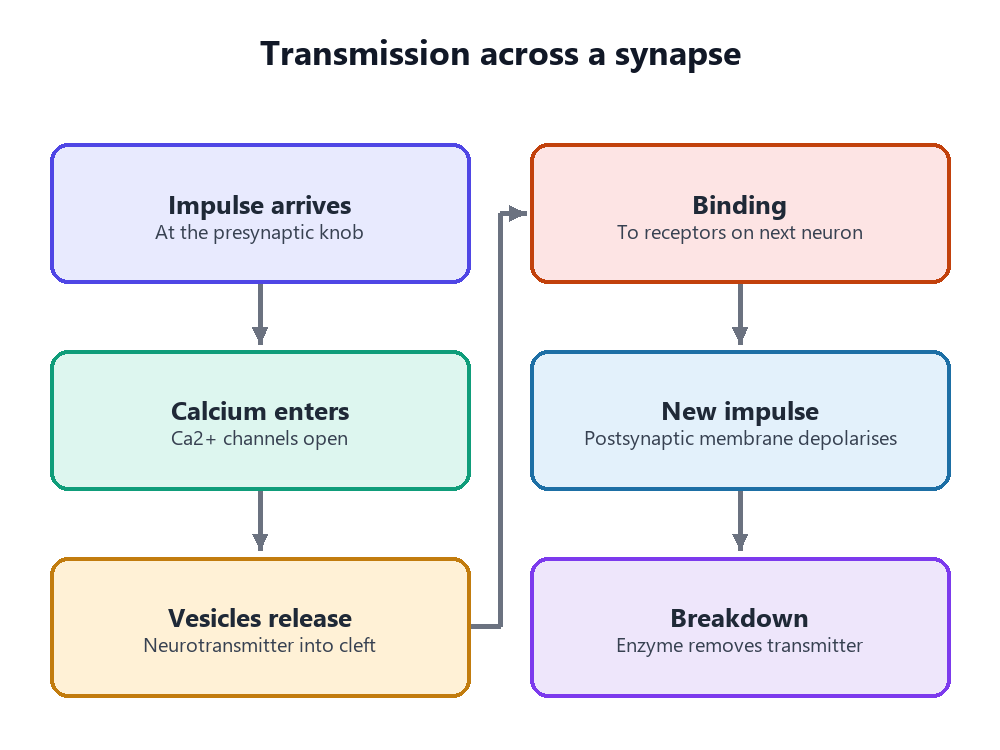 Transmission across a synapse
Impulse arrives
At the presynaptic knob
Calcium enters
Ca2+ channels open
Vesicles release
Neurotransmitter into cleft
Binding
To receptors on next neuron
New impulse
Postsynaptic membrane depolarises
Breakdown
Enzyme removes transmitter